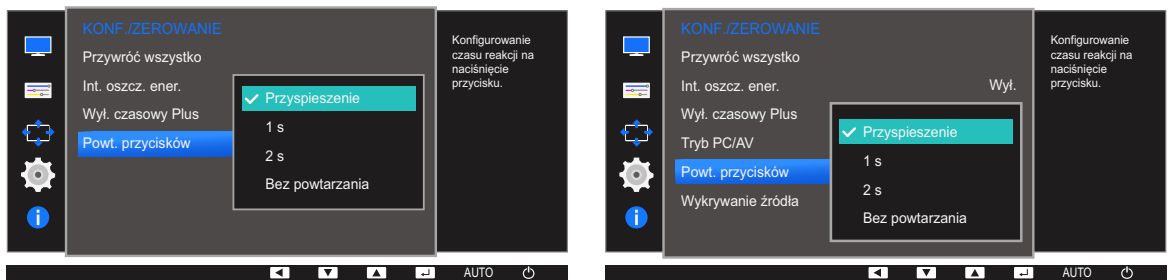 KONF./ZEROWANIE
Przywróć wszystko
Int. oszcz. ener.
Wył. czasowy Plus
Powt. przycisków
Przyspieszenie
1 s
2 s
Bez powtarzania
Konfigurowanie
czasu reakcji na
naciśnięcie
przycisku.
AUTO
KONF./ZEROWANIE
Przywróć wszystko
Int. oszcz. ener. Wył.
Wył. czasowy Plus
Tryb PC/AV
Powt. przycisków
Wykrywanie źródła
Przyspieszenie
1 s
2 s
Bez powtarzania
Konfigurowanie
czasu reakcji na
naciśnięcie
przycisku.
AUTO